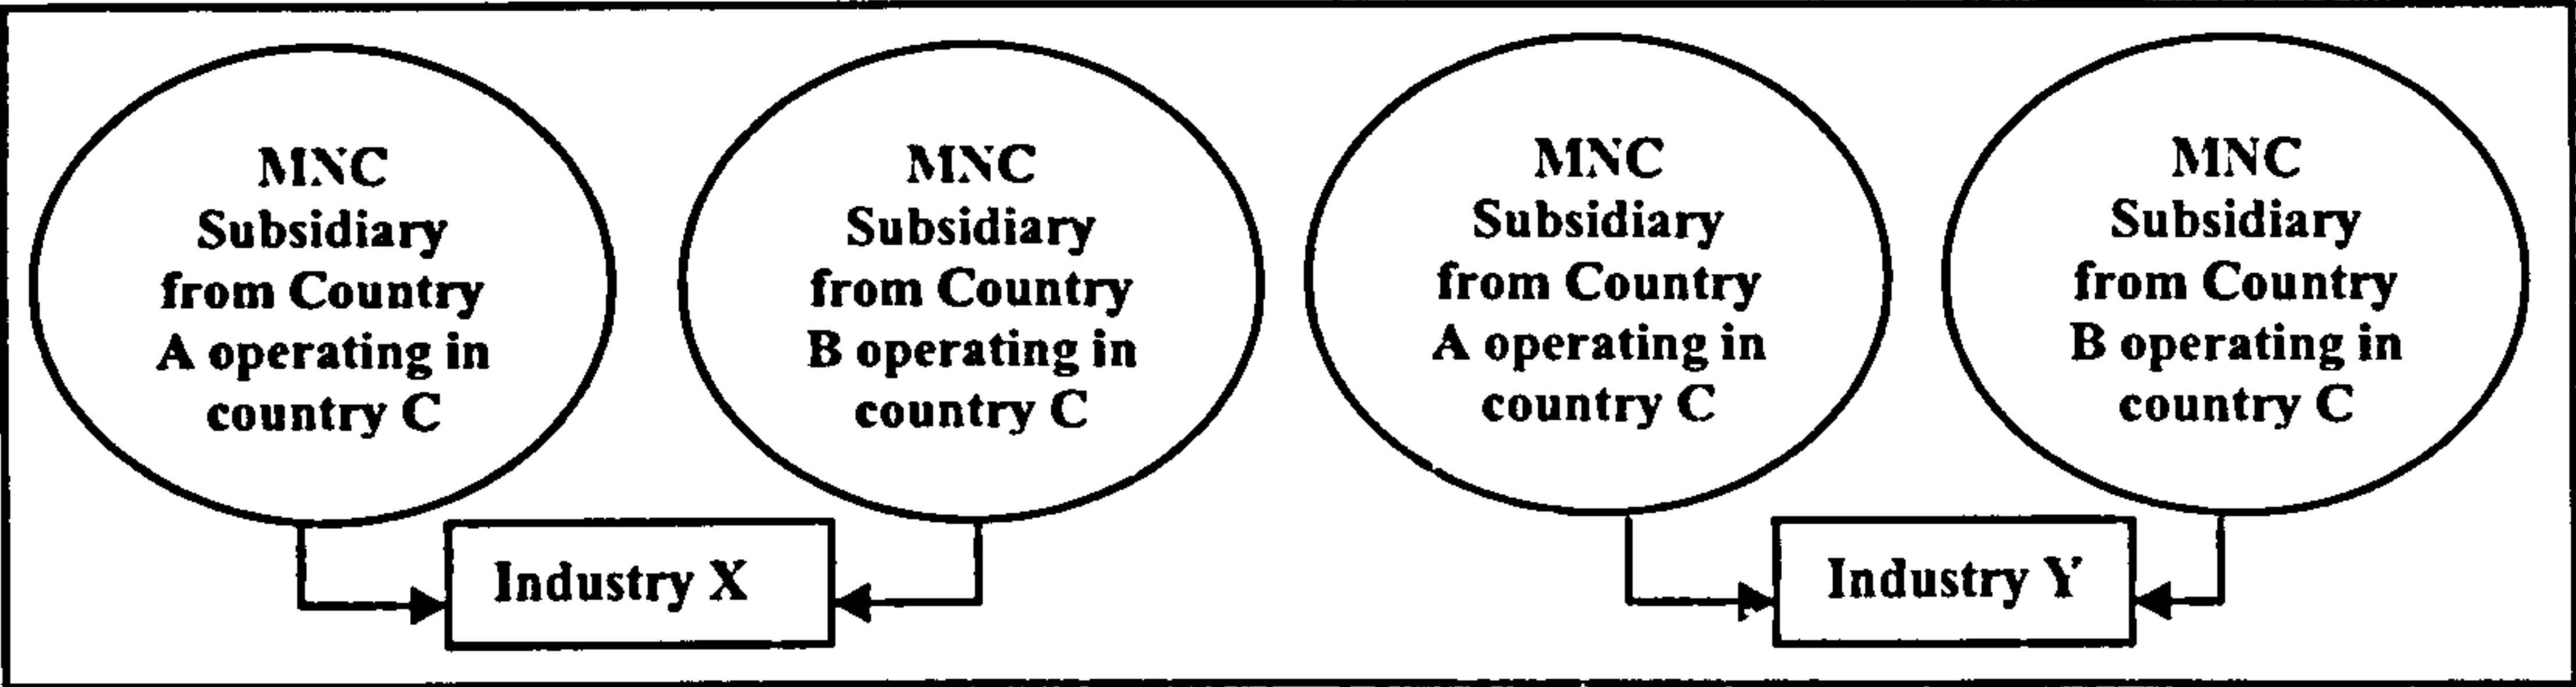 MNC
Subsidiary
from Country
A operating in
country C
MNC
Subsidiary
from Country
B operating in
country C
MNC
Subsidiary
from Country
A operating in
country C
MNC
Subsidiary
from Country
B operating in
country C
Industry X
Industry Y